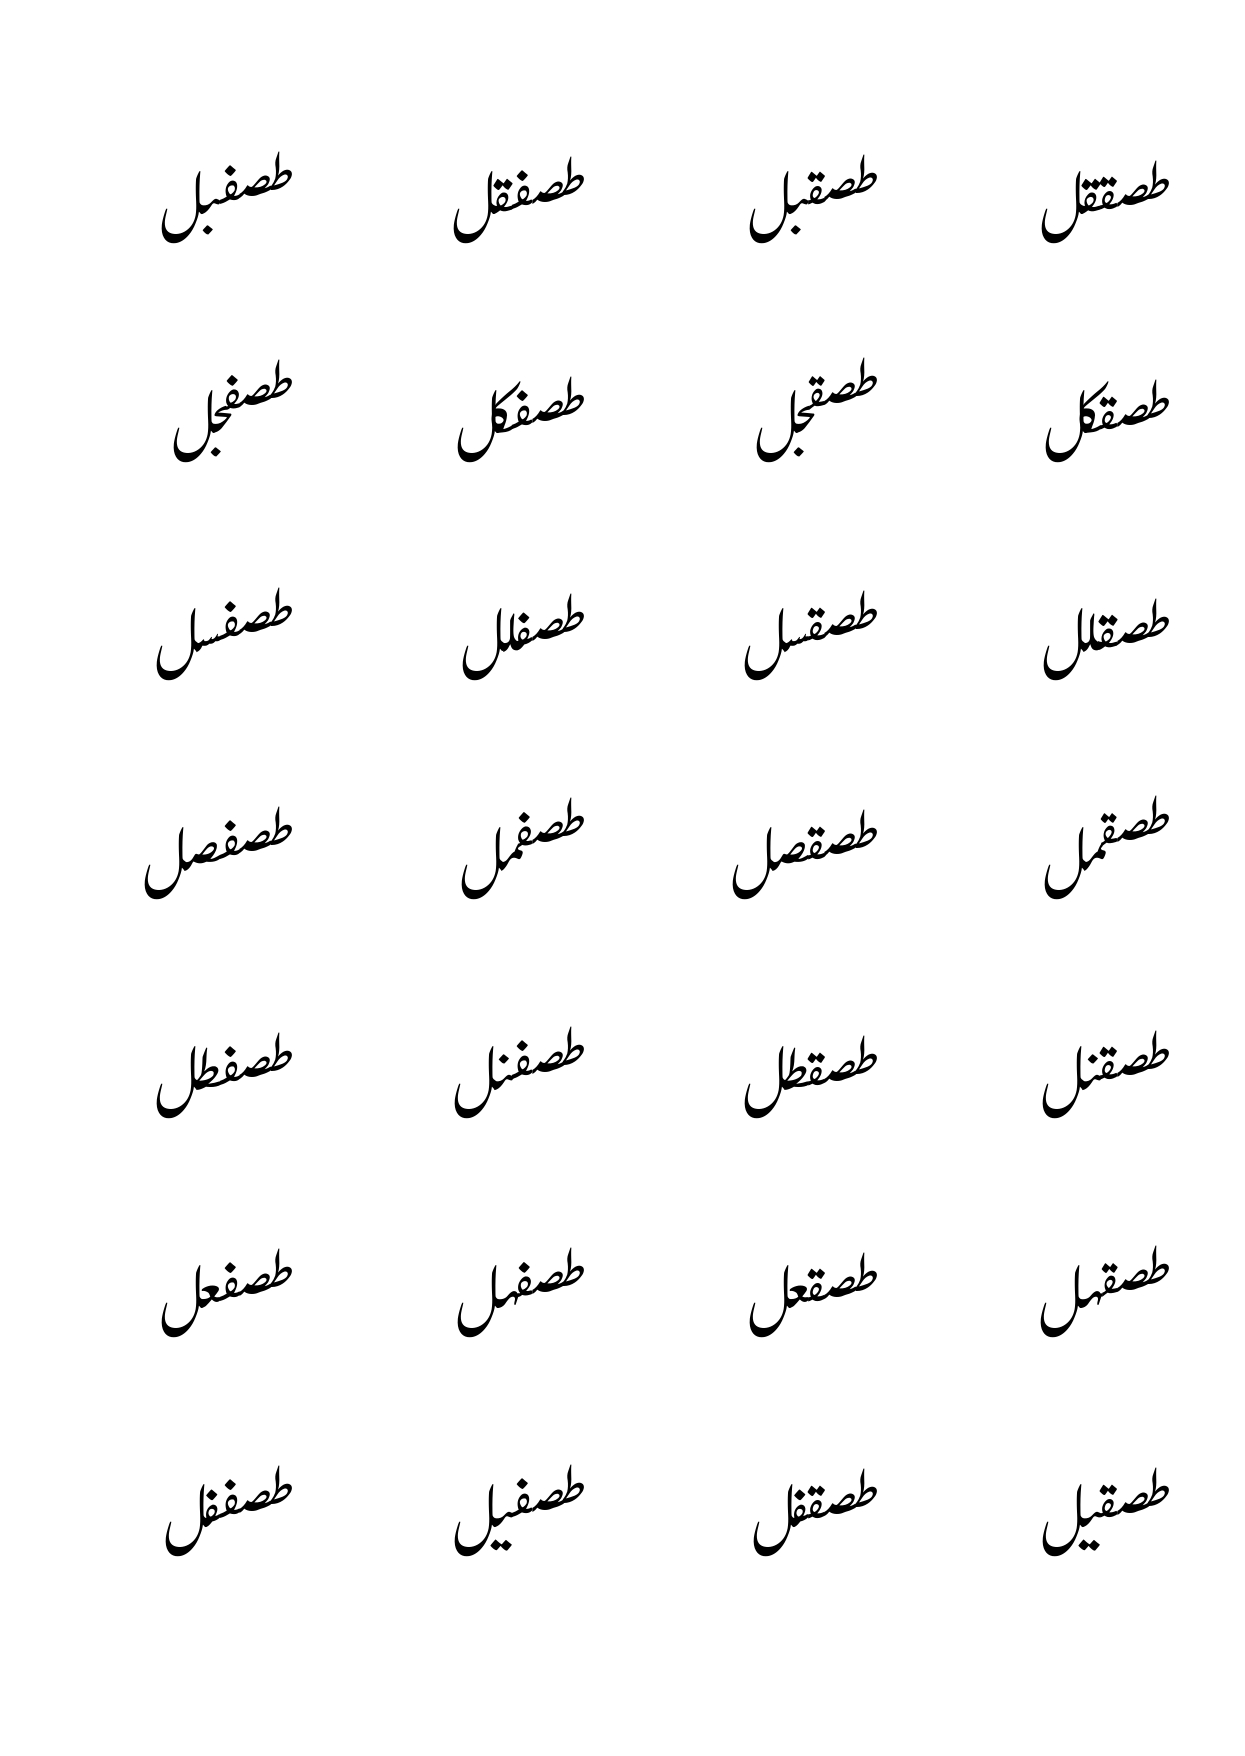 طصققل طصقبل طصفقل طصفبل
طصقكل طصقجل طصفكل طصفجل
طصقلل طصقسل طصفلل طصفسل
طصقمل طصقصل طصفمل طصفصل
طصقنل طصقطل طصفنل طصفطل
طصقهل طصقعل طصفهل طصفعل
طصقيل طصقفل طصفيل طصففل